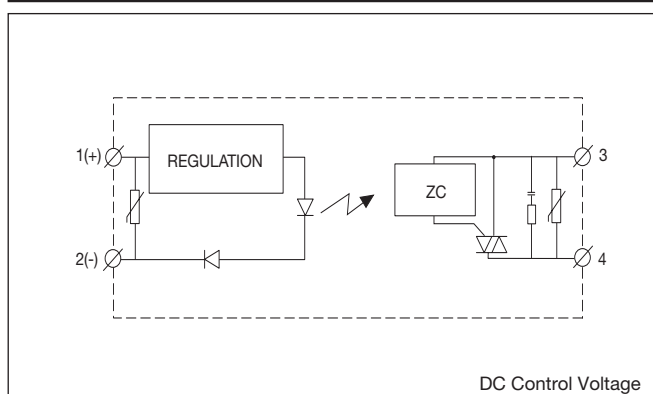 1(+)
REGULATION
2(-)
ZC
3
4
DC Control Voltage